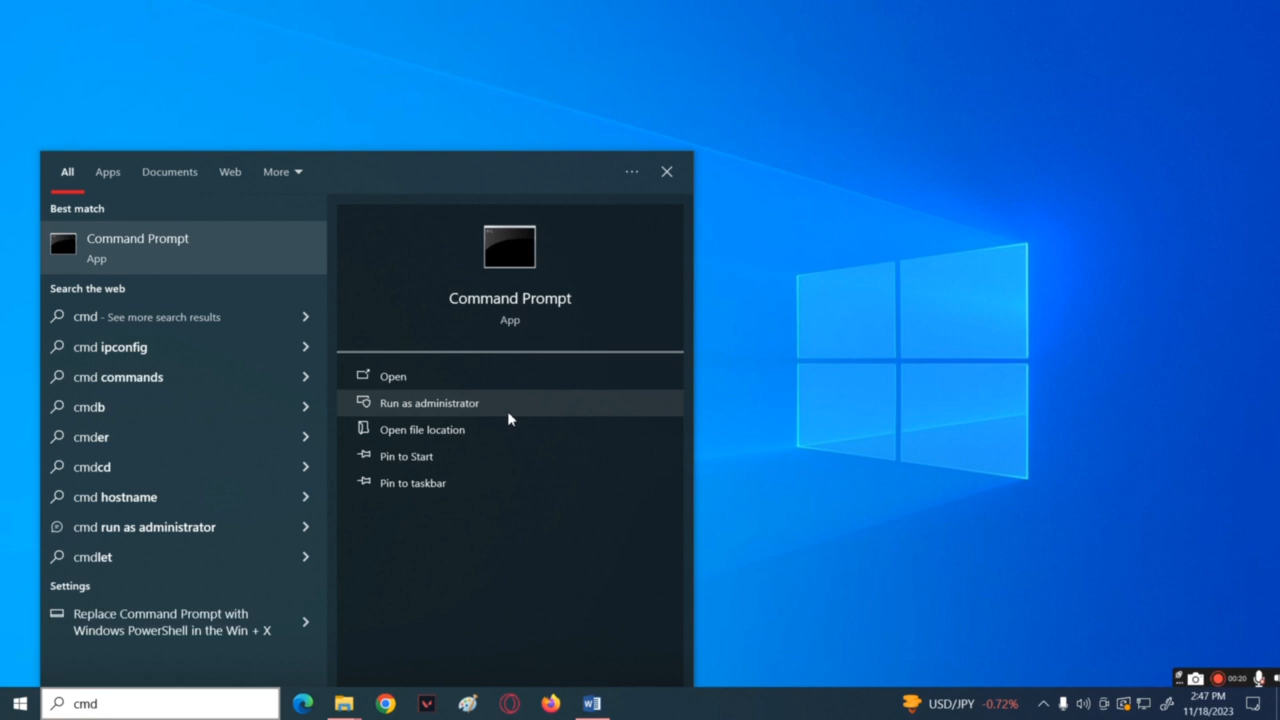 All Apps Documents Web More
Best match
Command Prompt
App
Search the web
cmd - See more search results
cmd ipconfig
cmd commands
cmdb
cmder
cmdcd
cmd hostname
cmd run as administrator
cmdlet
Settings
Replace Command Prompt with
Windows PowerShell in the Win + X
Command Prompt
App
Open
Run as administrator
Open file location
Pin to Start
Pin to taskbar
00:20
cmd
USD/JPY -0.72%
2:47 PM
11/18/2023